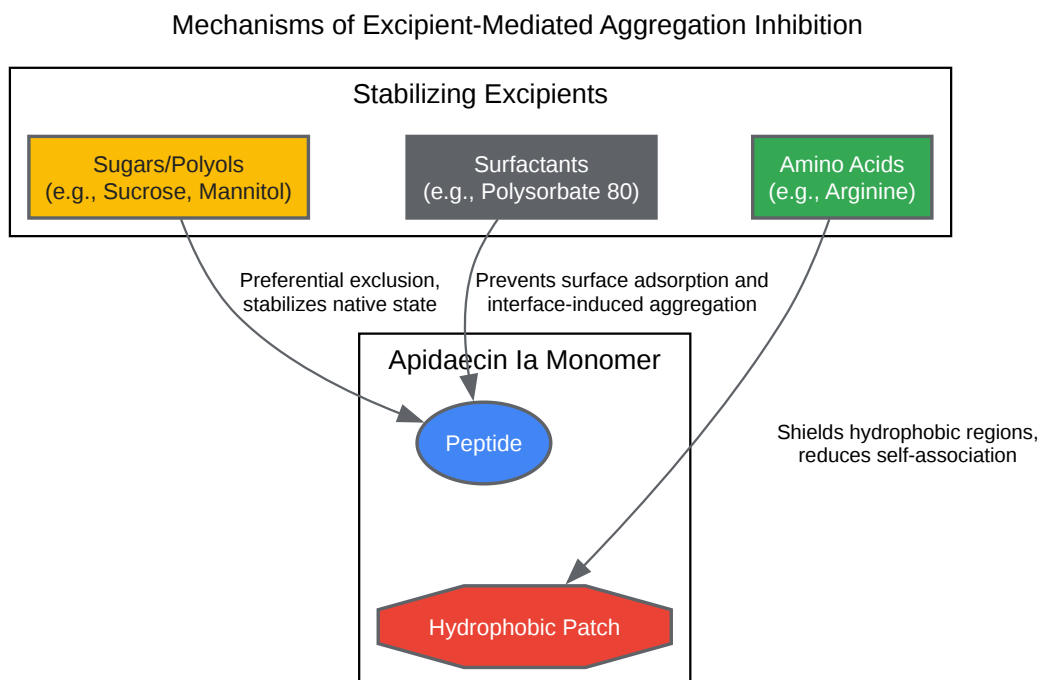 Mechanisms of Excipient-Mediated Aggregation Inhibition
Stabilizing Excipients
Sugars/Polyols
(e.g., Sucrose, Mannitol)
Surfactants
(e.g., Polysorbate 80)
Amino Acids
(e.g., Arginine)
Preferential exclusion,
stabilizes native state
Prevents surface adsorption and
interface-induced aggregation
Apidaecin Ia Monomer
Peptide
Shields hydrophobic regions,
reduces self-association
Hydrophobic Patch